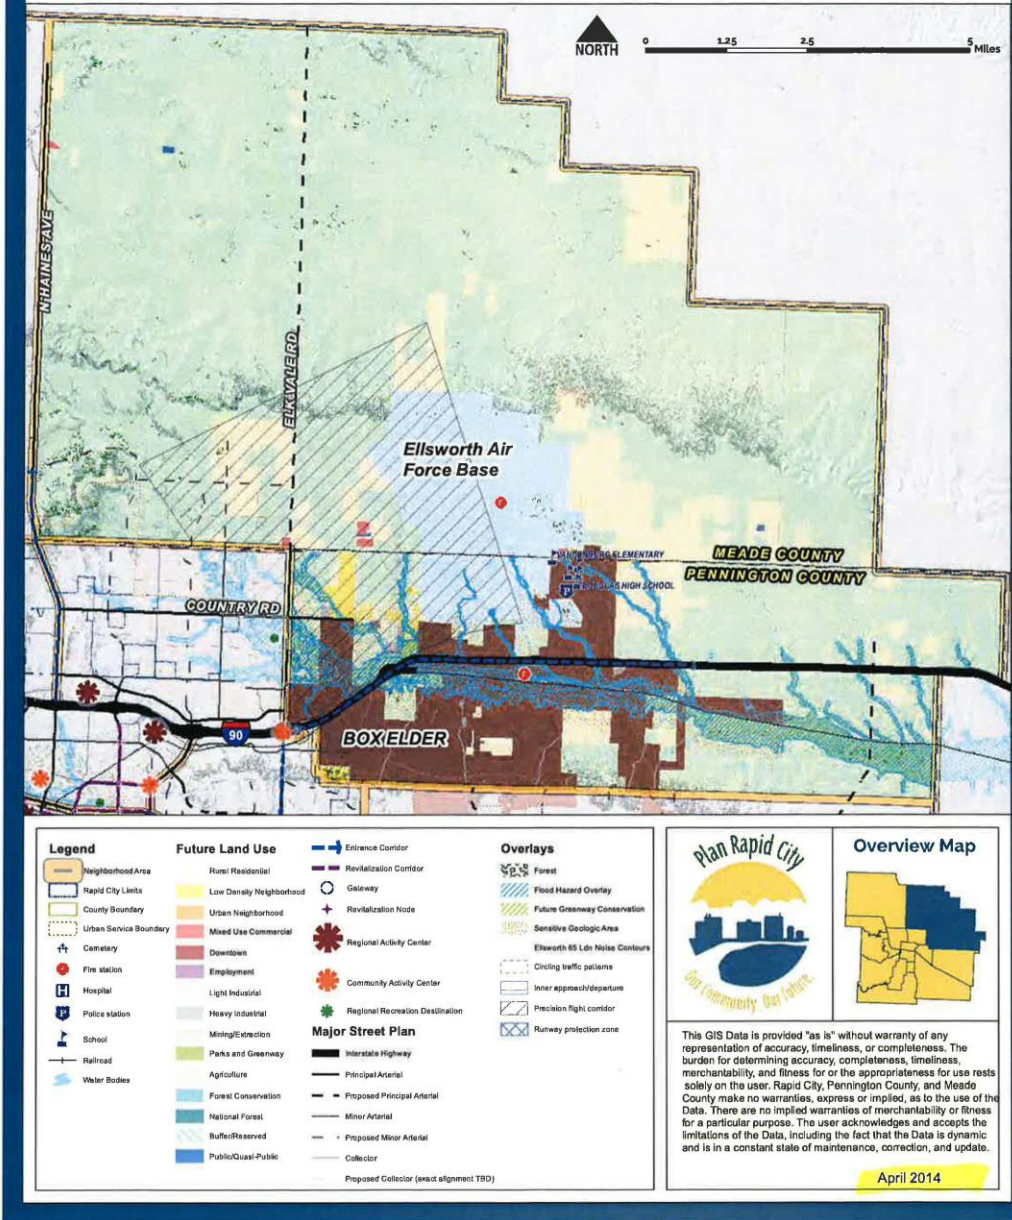 NORTH
0 1.25 2.5 5 Miles
N HAINES AVE
ELK VALE RD
Ellsworth Air
Force Base
ELEMENTARY
HIGH SCHOOL
P
F
F
MEADE COUNTY
PENNINGTON COUNTY
COUNTRY RD
90
BOX ELDER
Legend
Neighborhood Area
Rapid City Limits
County Boundary
Urban Service Boundary
Cemetery
Fire station
H Hospital
P Police station
School
Railroad
Water Bodies
Future Land Use
Rural Residential
Low Density Neighborhood
Urban Neighborhood
Mixed Use Commercial
Downtown
Employment
Light Industrial
Heavy Industrial
Mining/Extraction
Parks and Greenway
Agriculture
Forest Conservation
National Forest
Buffer/Reserved
Public/Quasi-Public
Entrance Corridor
Revitalization Corridor
Gateway
Revitalization Node
Regional Activity Center
Community Activity Center
Regional Recreation Destination
Major Street Plan
Interstate Highway
Principal Arterial
Proposed Principal Arterial
Minor Arterial
Proposed Minor Arterial
Collector
Proposed Collector (exact alignment TBD)
Overlays
Forest
Flood Hazard Overlay
Future Greenway Conservation
Sensitive Geologic Area
Ellsworth 65 Ldn Noise Contours
Circling traffic patterns
Inner approach/departure
Precision flight corridor
Runway protection zone
Plan Rapid City
Our Community Our Future.
Overview Map
This GIS Data is provided "as is" without warranty of any
representation of accuracy, timeliness, or completeness. The
burden for determining accuracy, completeness, timeliness,
merchantability, and fitness for or the appropriateness for use rests
solely on the user. Rapid City, Pennington County, and Meade
County make no warranties, express or implied, as to the use of the
Data. There are no implied warranties of merchantability or fitness
for a particular purpose. The user acknowledges and accepts the
limitations of the Data, including the fact that the Data is dynamic
and is in a constant state of maintenance, correction, and update.
April 2014